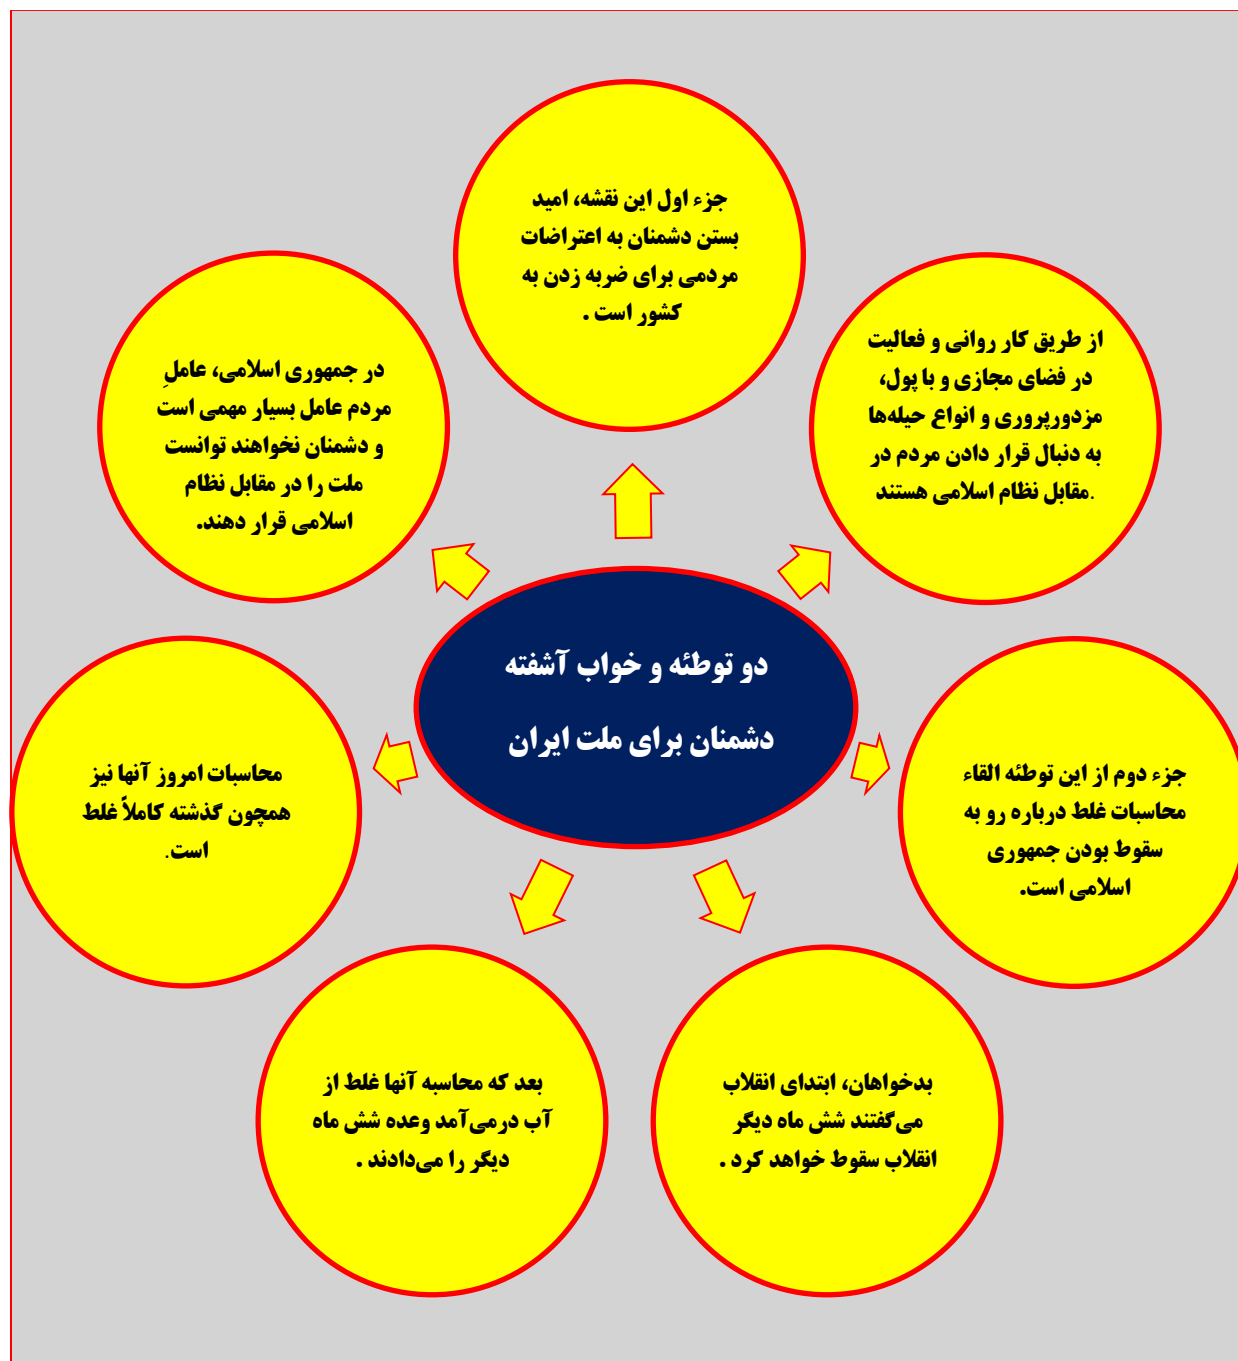 دو توطئه و خواب آشفته
دشمنان برای ملت ایران
جزء اول این نقشه، امید
بستن دشمنان به اعتراضات
مردمی برای ضربه زدن به
کشور است .
از طریق کار روانی و فعالیت
در فضای مجازی و با پول،
مزدورپروری و انواع حیله‌ها
به دنبال قرار دادن مردم در
مقابل نظام اسلامی هستند.
جزء دوم از این توطئه القاء
محاسبات غلط درباره رو به
سقوط بودن جمهوری
اسلامی است.
بدخواهان، ابتدای انقلاب
می‌گفتند شش ماه دیگر
انقلاب سقوط خواهد کرد .
بعد که محاسبه آنها غلط از
آب درمی‌آمد وعده شش ماه
دیگر را می‌دادند .
محاسبات امروز آنها نیز
همچون گذشته کاملاً غلط
است.
در جمهوری اسلامی، عاملِ
مردم عامل بسیار مهمی است
و دشمنان نخواهند توانست
ملت را در مقابل نظام
اسلامی قرار دهند.